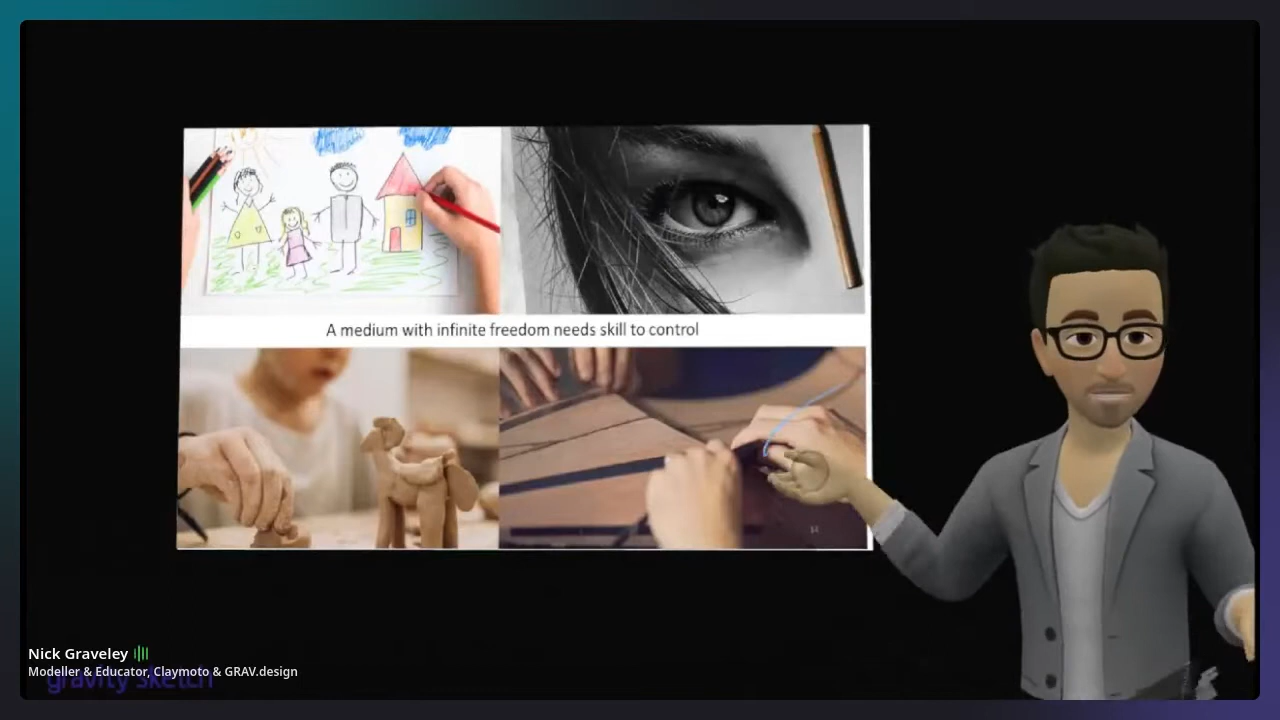 A medium with infinite freedom needs skill to control
Nick Graveley
Modeller & Educator, Claymoto & GRAV.design
gravity sketch